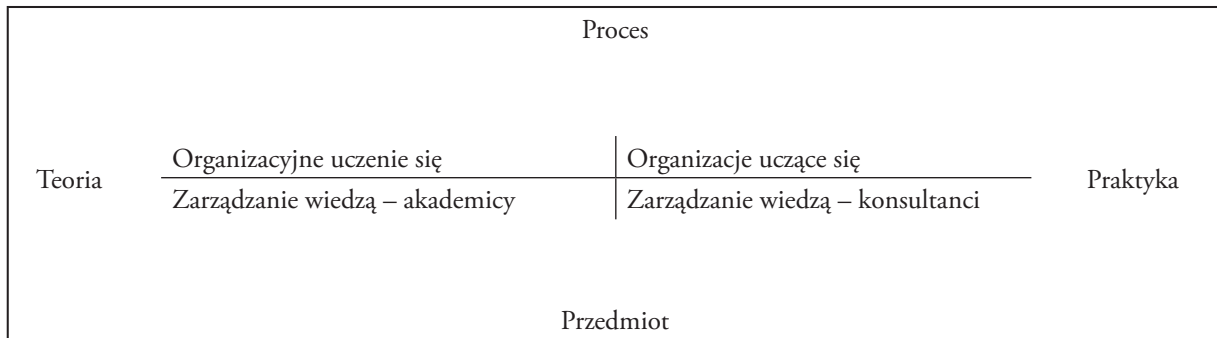 Proces
Organizacyjne uczenie się Organizacje uczące się
Teoria Praktyka
Zarządzanie wiedzą – akademicy Zarządzanie wiedzą – konsultanci
Przedmiot